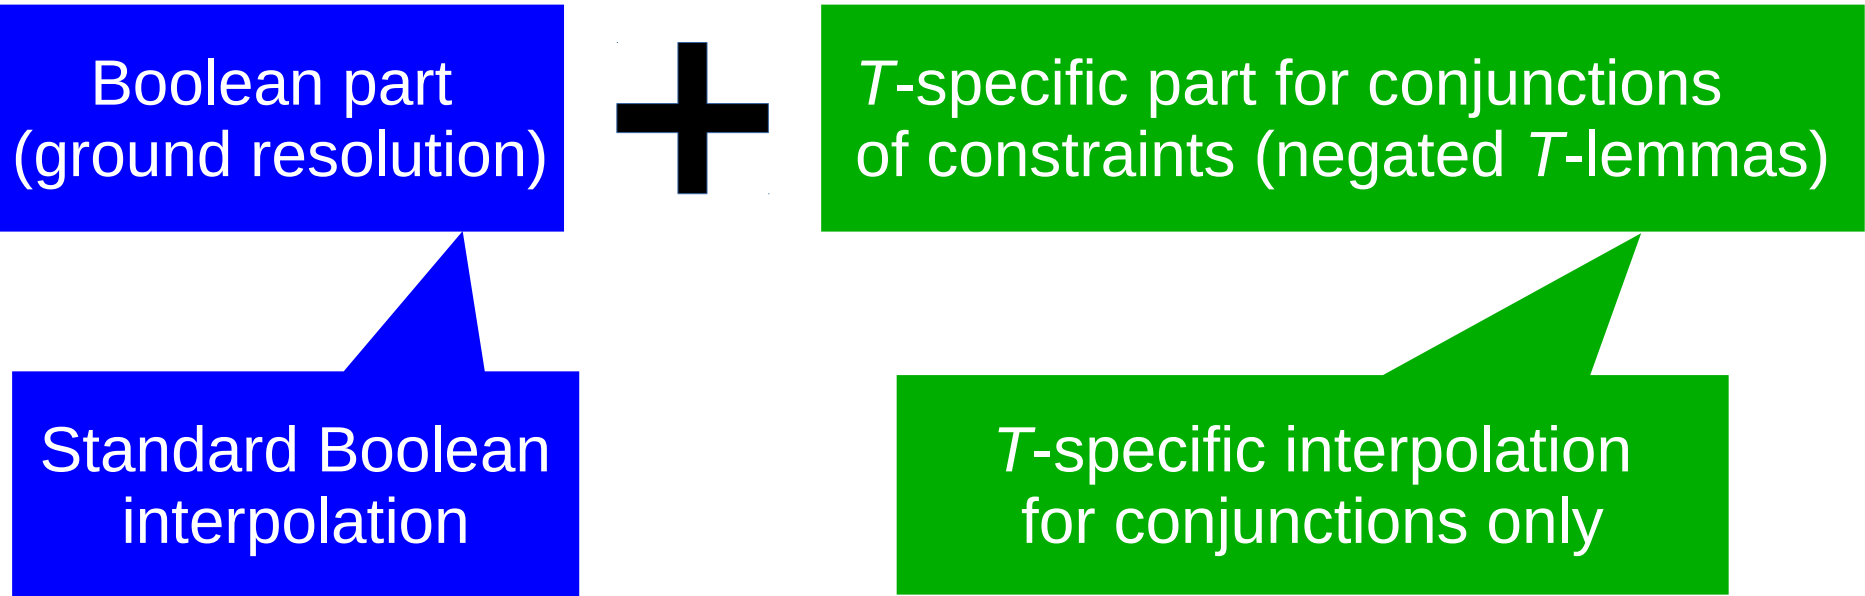 Boolean part
(ground resolution)
T-specific part for conjunctions
of constraints (negated T-lemmas)
Standard Boolean
interpolation
T-specific interpolation
for conjunctions only